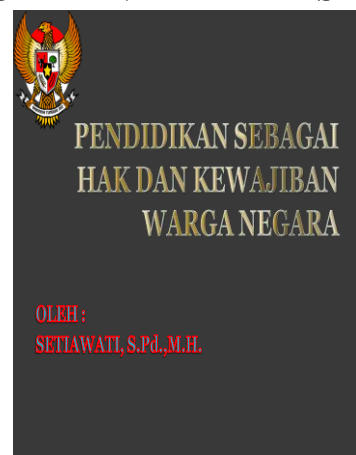 PENDIDIKAN SEBAGAI
HAK DAN KEWAJIBAN
WARGA NEGARA
OLEH :
SETIAWATI, S.Pd.,M.H.